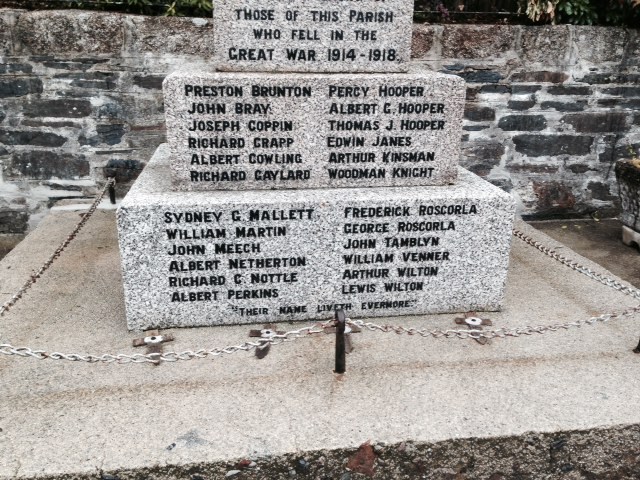 THOSE OF THIS PARISH
WHO FELL IN THE
GREAT WAR 1914-1918.
PRESTON BRUNTON PERCY HOOPER
JOHN BRAY ALBERT G. HOOPER
JOSEPH COPPIN THOMAS J. HOOPER
RICHARD CRAPP EDWIN JANES
ALBERT GOWLING ARTHUR KINSMAN
RICHARD GAYLARD WOODMAN KNIGHT
SYDNEY G. MALLETT FREDERICK ROSCORLA
WILLIAM MARTIN GEORGE ROSCORLA
JOHN MEECH JOHN TAMBLYN
ALBERT NETHERTON WILLIAM VENNER
RICHARD G NOTTLE ARTHUR WILTON
ALBERT PERKINS LEWIS WILTON
"THEIR NAME LIVETH EVERMORE"